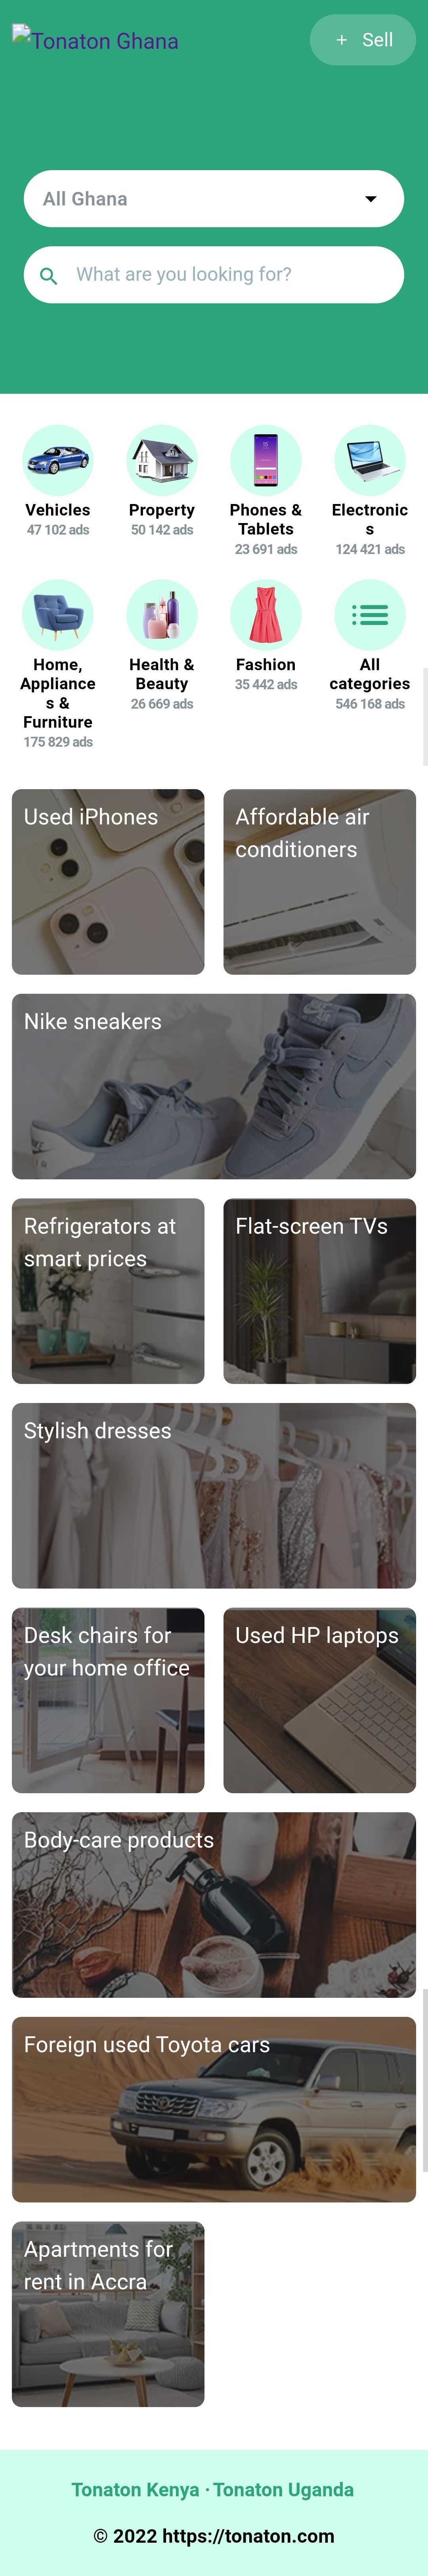 Tonaton Ghana
+ Sell
All Ghana
What are you looking for?
Vehicles
47 102 ads
Property
50 142 ads
Phones &
Tablets
23 691 ads
Electronic
s
124 421 ads
Home,
Appliance
s &
Furniture
175 829 ads
Health &
Beauty
26 669 ads
Fashion
35 442 ads
All
categories
546 168 ads
Used iPhones
Affordable air
conditioners
Nike sneakers
Refrigerators at
smart prices
Flat-screen TVs
Stylish dresses
Desk chairs for
your home office
Used HP laptops
Body-care products
Foreign used Toyota cars
Apartments for
rent in Accra
Tonaton Kenya · Tonaton Uganda
© 2022 https://tonaton.com